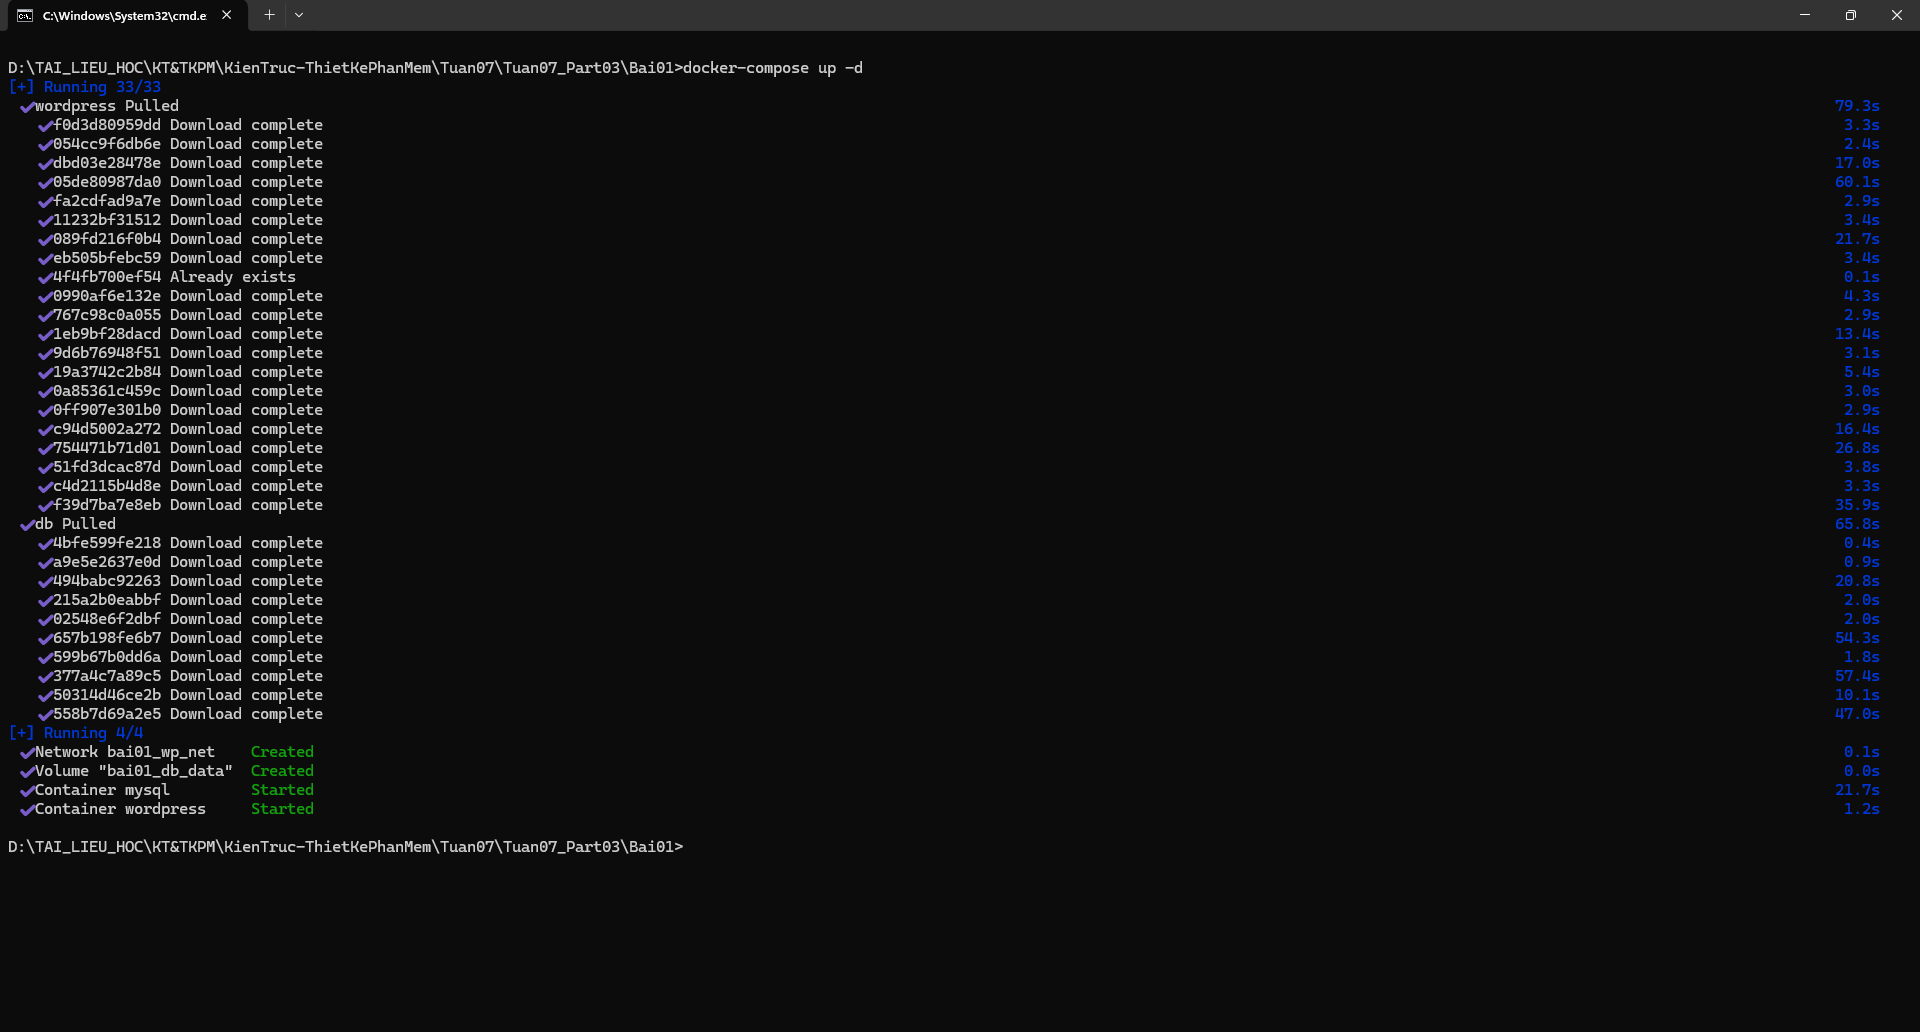 C:\Windows\System32\cmd.e
D:\TAI_LIEU_HOC\KT&TKPM\KienTruc-ThietKePhanMem\Tuan07\Tuan07_Part03\Bai01>docker-compose up -d
[+] Running 33/33
✔wordpress Pulled 79.3s
✔f0d3d80959dd Download complete 3.3s
✔054cc9f6db6e Download complete 2.4s
✔dbd03e28478e Download complete 17.0s
✔05de80987da0 Download complete 60.1s
✔fa2cdfad9a7e Download complete 2.9s
✔11232bf31512 Download complete 3.4s
✔089fd216f0b4 Download complete 21.7s
✔eb505bfebc59 Download complete 3.4s
✔4f4fb700ef54 Already exists 0.1s
✔0990af6e132e Download complete 4.3s
✔767c98c0a055 Download complete 2.9s
✔1eb9bf28dacd Download complete 13.4s
✔9d6b76948f51 Download complete 3.1s
✔19a3742c2b84 Download complete 5.4s
✔0a85361c459c Download complete 3.0s
✔0ff907e301b0 Download complete 2.9s
✔c94d5002a272 Download complete 16.4s
✔754471b71d01 Download complete 26.8s
✔51fd3dcac87d Download complete 3.8s
✔c4d2115b4d8e Download complete 3.3s
✔f39d7ba7e8eb Download complete 35.9s
✔db Pulled 65.8s
✔4bfe599fe218 Download complete 0.4s
✔a9e5e2637e0d Download complete 0.9s
✔494babc92263 Download complete 20.8s
✔215a2b0eabbf Download complete 2.0s
✔02548e6f2dbf Download complete 2.0s
✔657b198fe6b7 Download complete 54.3s
✔599b67b0dd6a Download complete 1.8s
✔377a4c7a89c5 Download complete 57.4s
✔50314d46ce2b Download complete 10.1s
✔558b7d69a2e5 Download complete 47.0s
[+] Running 4/4
✔Network bai01_wp_net Created 0.1s
✔Volume "bai01_db_data" Created 0.0s
✔Container mysql Started 21.7s
✔Container wordpress Started 1.2s
D:\TAI_LIEU_HOC\KT&TKPM\KienTruc-ThietKePhanMem\Tuan07\Tuan07_Part03\Bai01>